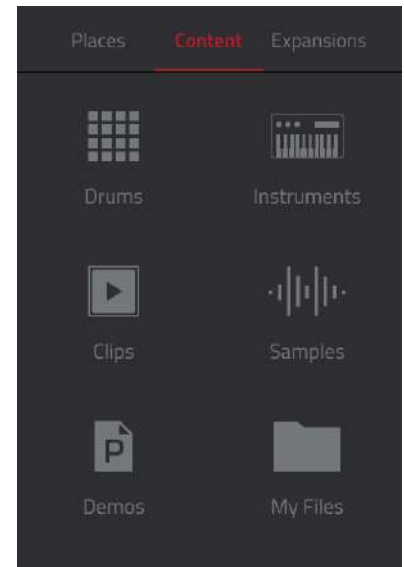 Places Content Expansions
Drums Instruments
Clips Samples
P
Demos My Files